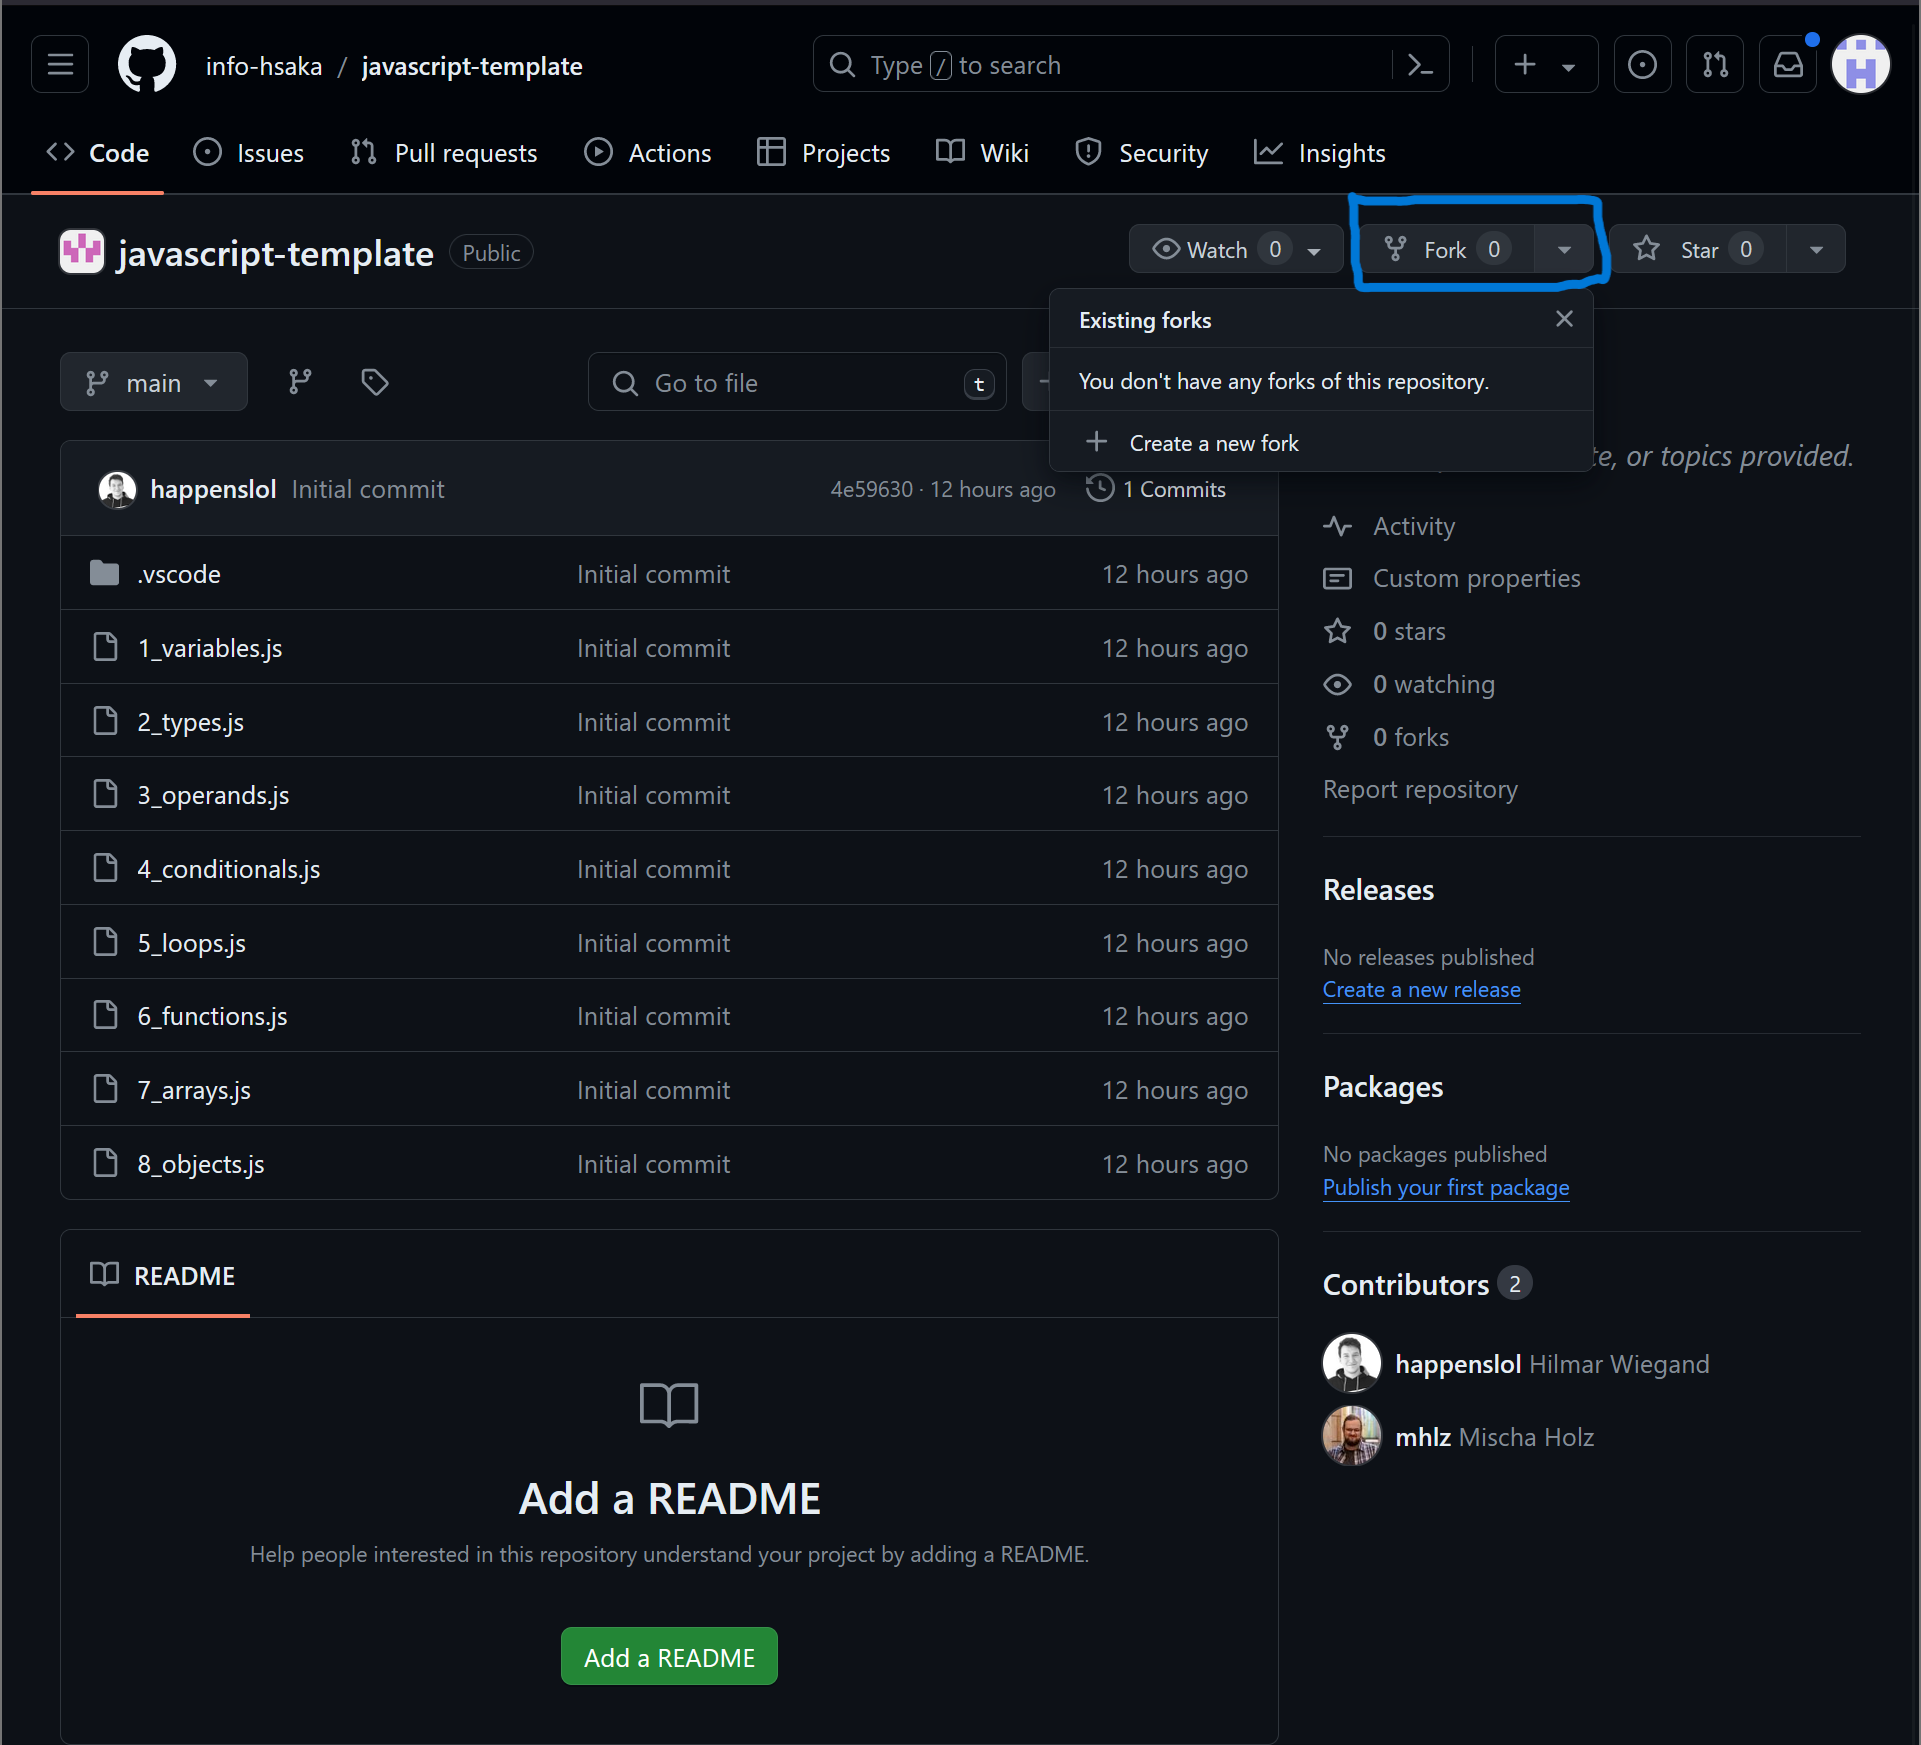 info-hsaka / javascript-template
Type / to search
Code Issues Pull requests Actions Projects Wiki Security Insights
javascript-template Public
Watch 0 Fork 0 Star 0
Existing forks
You don't have any forks of this repository.
Create a new fork
main
Go to file t
or topics provided.
happenslol Initial commit 4e59630 · 12 hours ago 1 Commits
.vscode Initial commit 12 hours ago
1_variables.js Initial commit 12 hours ago
2_types.js Initial commit 12 hours ago
3_operands.js Initial commit 12 hours ago
4_conditionals.js Initial commit 12 hours ago
5_loops.js Initial commit 12 hours ago
6_functions.js Initial commit 12 hours ago
7_arrays.js Initial commit 12 hours ago
8_objects.js Initial commit 12 hours ago
README
Add a README
Help people interested in this repository understand your project by adding a README.
Add a README
Activity
Custom properties
0 stars
0 watching
0 forks
Report repository
Releases
No releases published
Create a new release
Packages
No packages published
Publish your first package
Contributors 2
happenslol Hilmar Wiegand
mhlz Mischa Holz